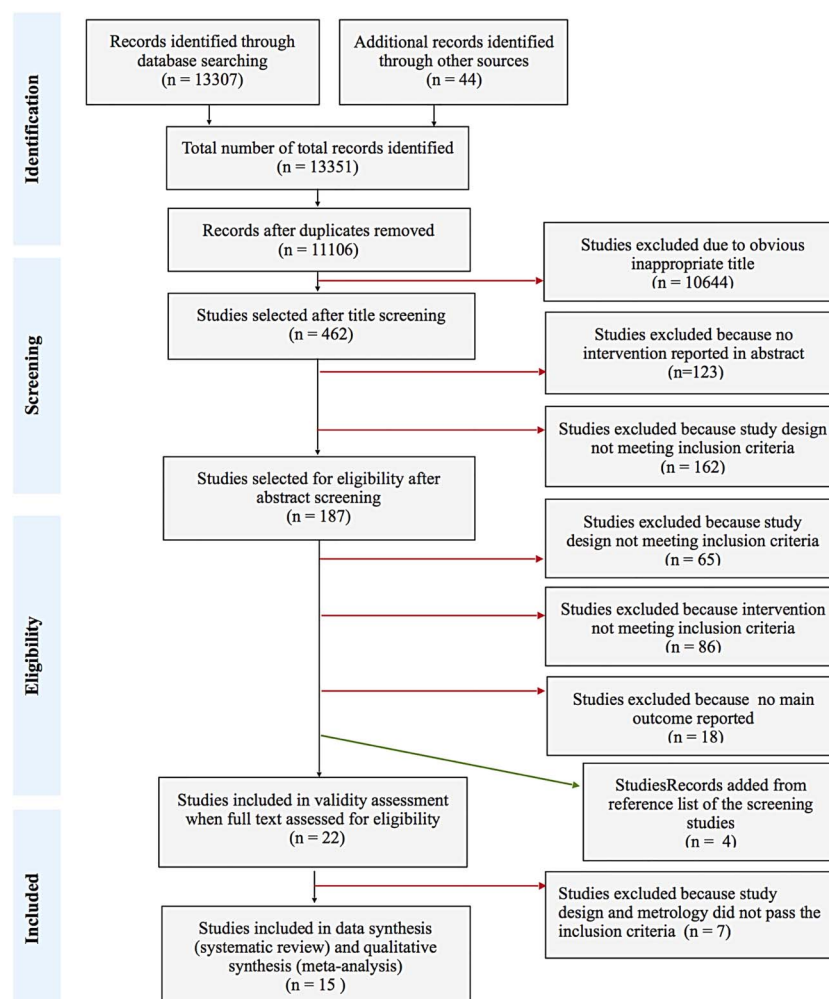 Identification
Records identified through
database searching
(n = 13307)
Additional records identified
through other sources
(n = 44)
Total number of total records identified
(n = 13351)
Records after duplicates removed
(n = 11106)
Studies excluded due to obvious
inappropriate title
(n = 10644)
Screening
Studies selected after title screening
(n = 462)
Studies excluded because no
intervention reported in abstract
(n=123)
Studies excluded because study design
not meeting inclusion criteria
(n = 162)
Studies selected for eligibility after
abstract screening
(n = 187)
Eligibility
Studies excluded because study
design not meeting inclusion criteria
(n = 65)
Studies excluded because intervention
not meeting inclusion criteria
(n = 86)
Studies excluded because no main
outcome reported
(n = 18)
StudiesRecords added from
reference list of the screening
studies
(n = 4)
Studies included in validity assessment
when full text assessed for eligibility
(n = 22)
Included
Studies excluded because study
design and metrology did not pass the
inclusion criteria (n = 7)
Studies included in data synthesis
(systematic review) and qualitative
synthesis (meta-analysis)
(n = 15 )